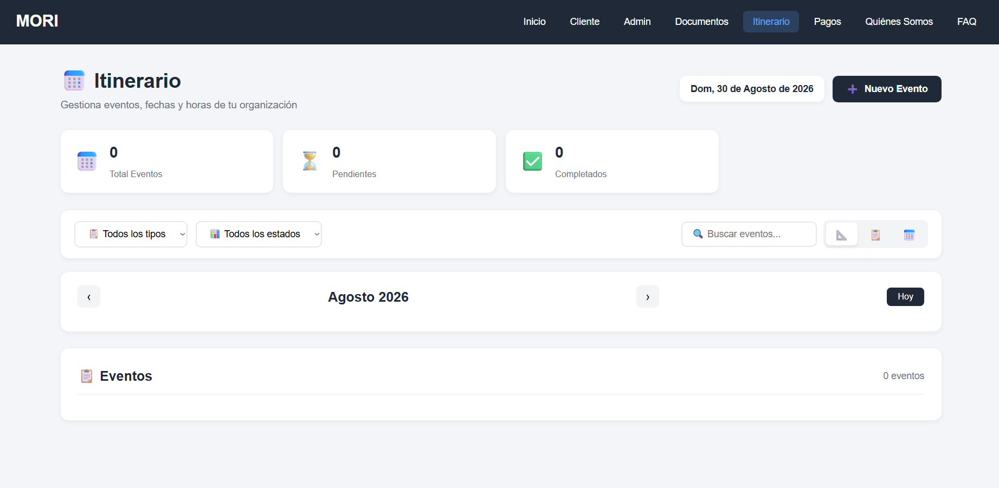 MORI
Inicio Cliente Admin Documentos Itinerario Pagos Quiénes Somos FAQ
Itinerario
Gestiona eventos, fechas y horas de tu organización
Dom, 30 de Agosto de 2026
Nuevo Evento
0
Total Eventos
0
Pendientes
0
Completados
Todos los tipos
Todos los estados
Buscar eventos...
‹
Agosto 2026
›
Hoy
Eventos
0 eventos